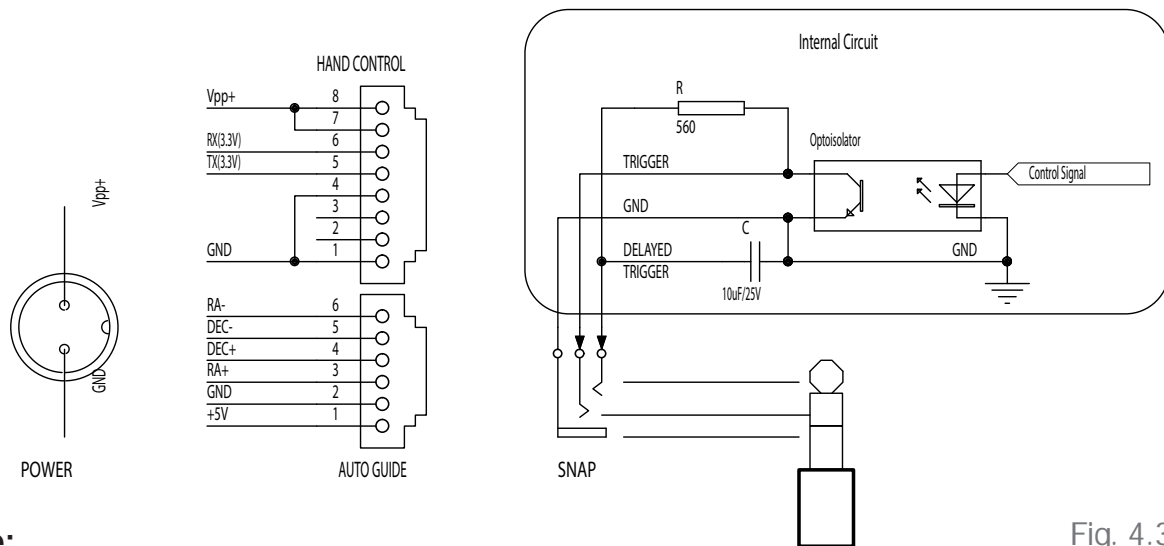 Internal Circuit
HAND CONTROL
Vpp+ 8
7
RX(3.3V) 6
TX(3.3V) 5
4
3
2
GND 1
R
560
Optoisolator
TRIGGER
Control Signal
GND
C
DELAYED
TRIGGER
GND
10uF/25V
Vpp+
GND
POWER
RA- 6
DEC- 5
DEC+ 4
RA+ 3
GND 2
+5V 1
AUTO GUIDE
SNAP
Fig. 4.3